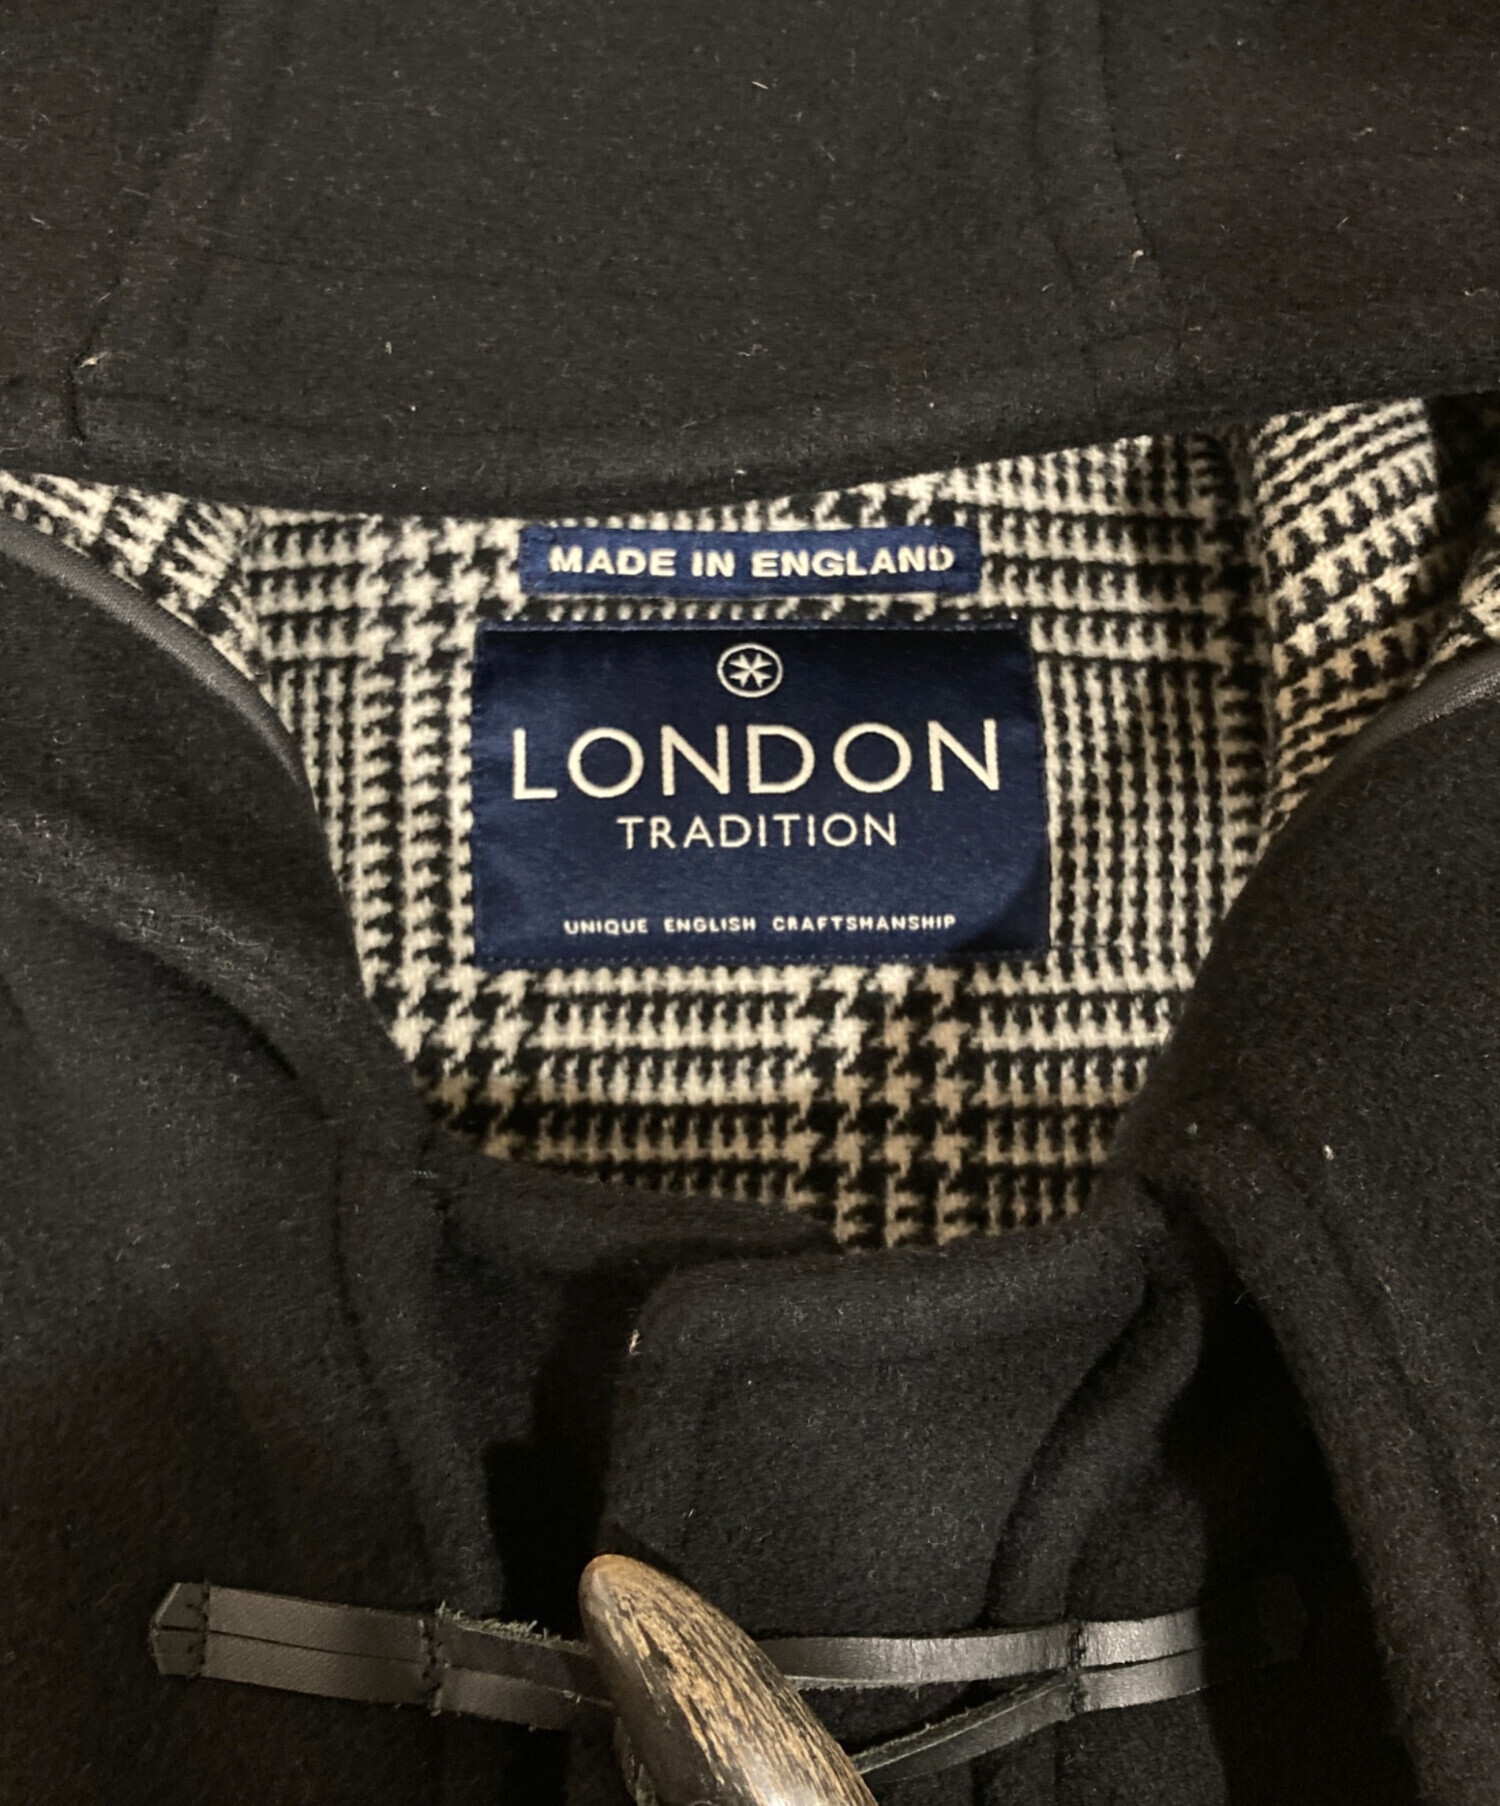 MADE IN ENGLAND
LONDON
TRADITION
UNIQUE ENGLISH CRAFTSMANSHIP